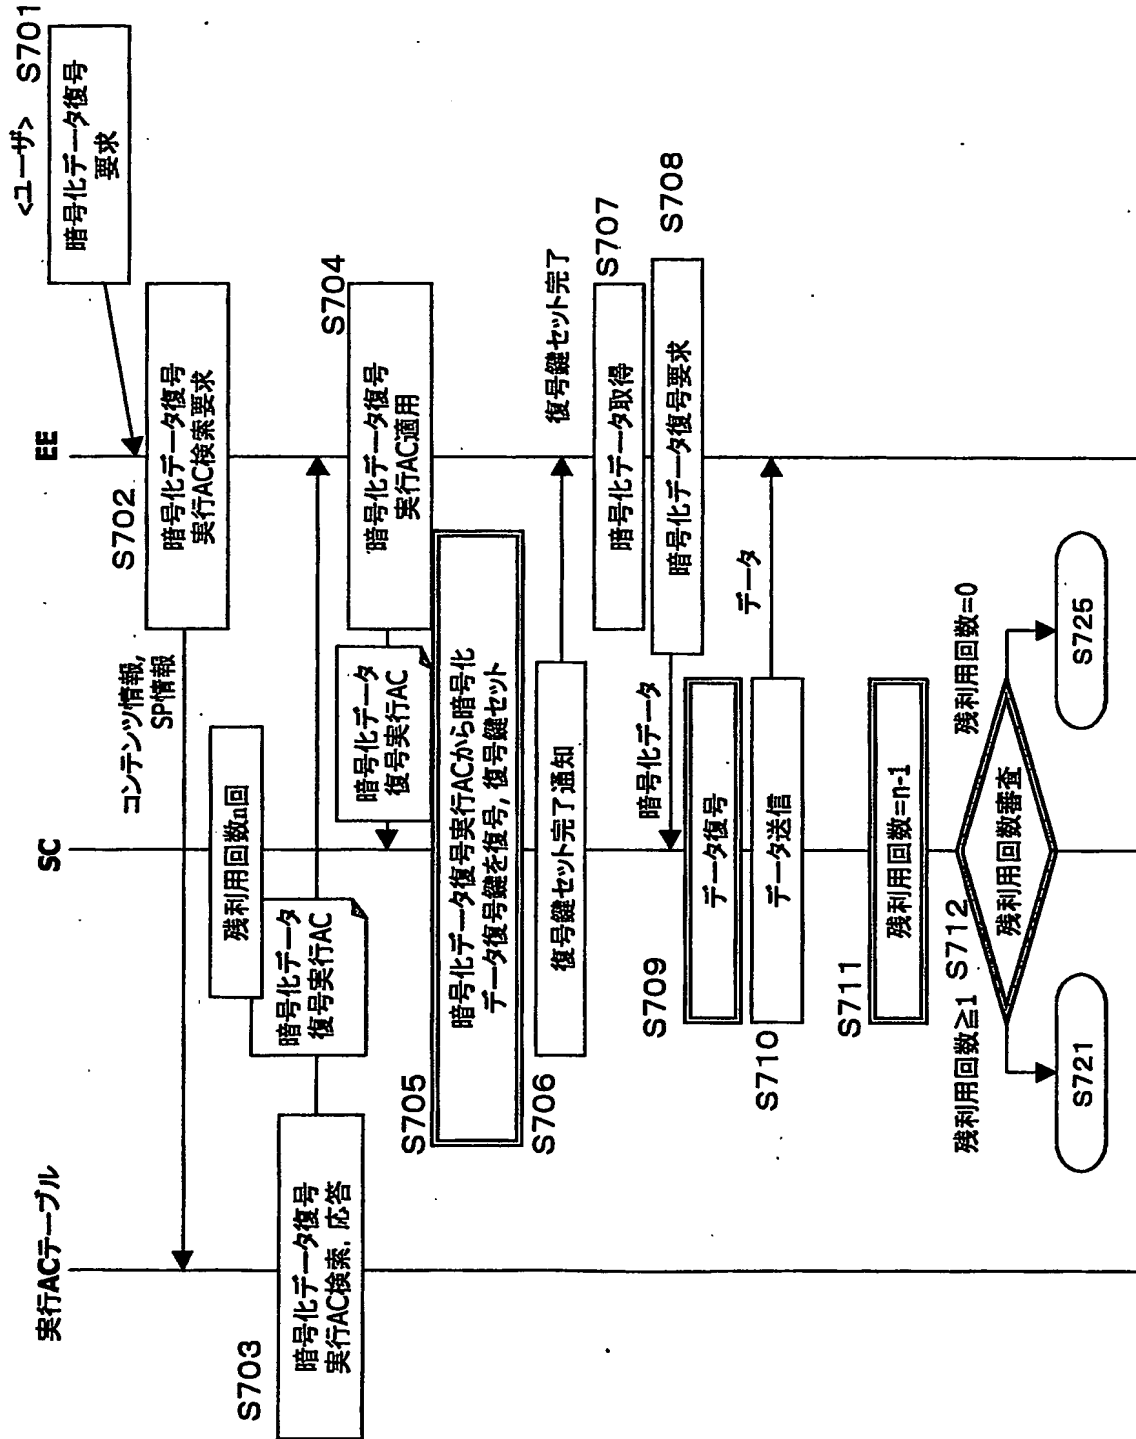 <ユーザ> S701
暗号化データ復号
要求
実行ACテーブル
SC
EE
S702
暗号化データ復号
実行AC検索要求
コンテンツ情報,
SP情報
S703
暗号化データ復号
実行AC検索, 応答
残利用回数n回
暗号化データ
復号実行AC
S704
暗号化データ復号
実行AC適用
暗号化データ
復号実行AC
S705
暗号化データ復号実行ACから暗号化
データ復号鍵を復号, 復号鍵セット
S706
復号鍵セット完了通知
復号鍵セット完了
S707
暗号化データ取得
S708
暗号化データ復号要求
暗号化データ
S709
データ復号
S710
データ送信
データ
S711
残利用回数=n-1
残利用回数≧1
S712
残利用回数審査
残利用回数=0
S721
S725